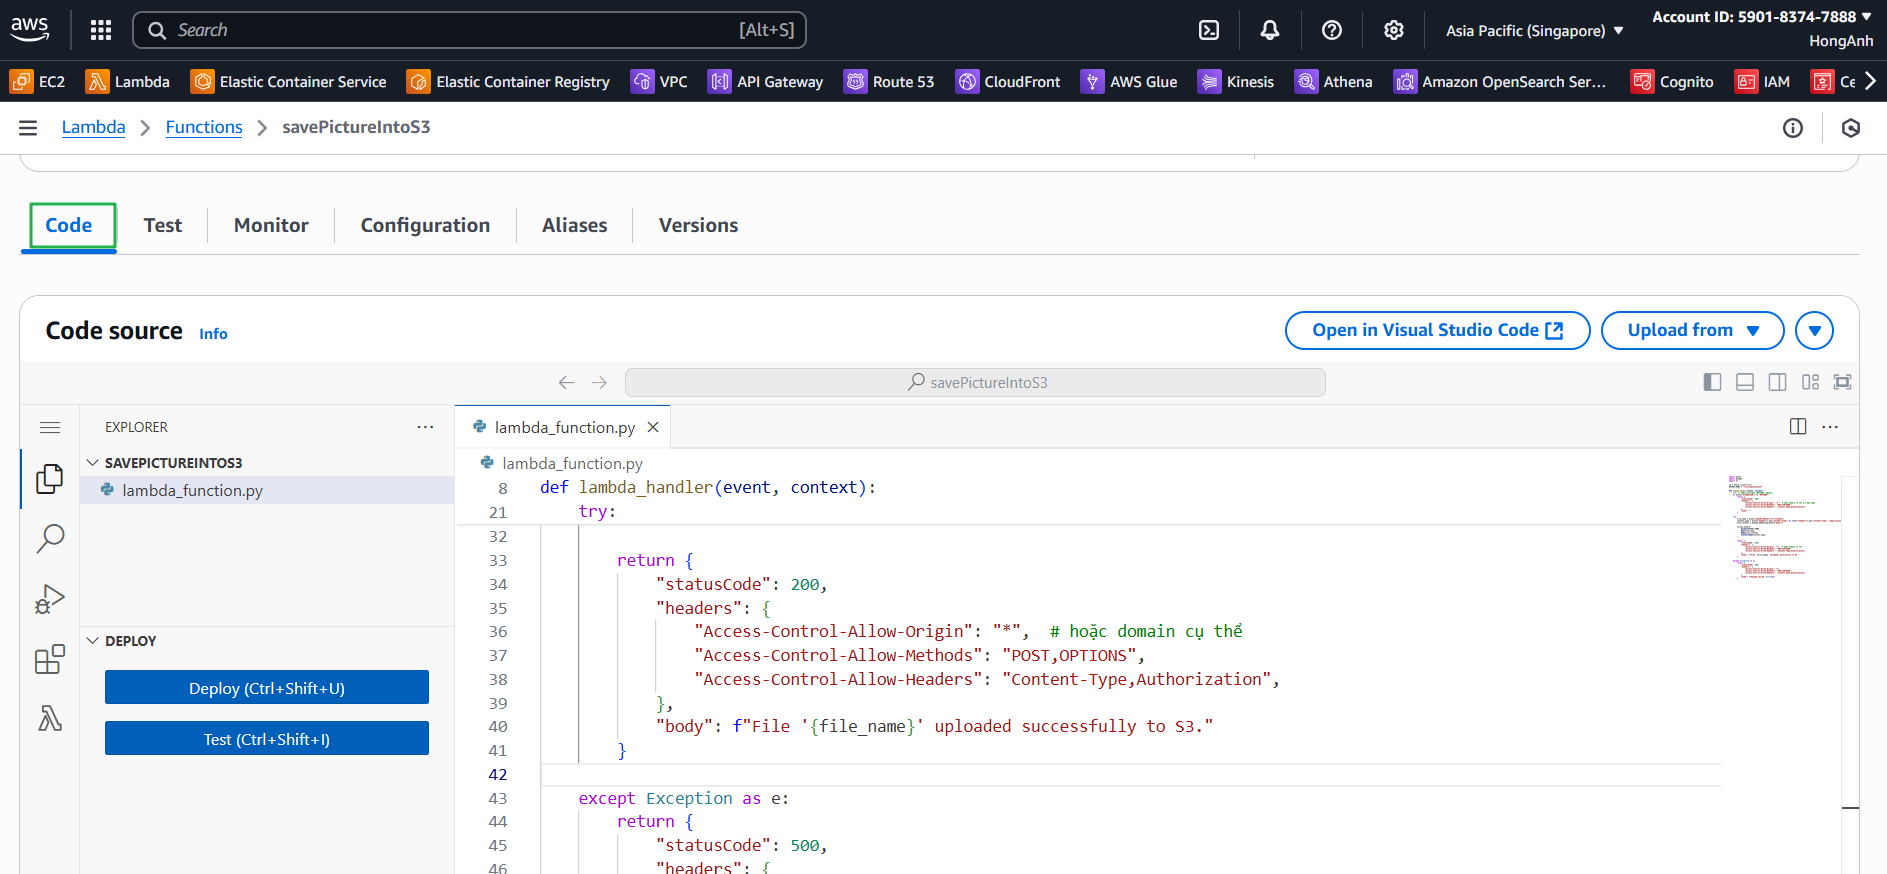 aws
Search [Alt+S]
Asia Pacific (Singapore)
Account ID: 5901-8374-7888
HongAnh
EC2 Lambda Elastic Container Service Elastic Container Registry VPC API Gateway Route 53 CloudFront AWS Glue Kinesis Athena Amazon OpenSearch Ser... Cognito IAM Ce
Lambda > Functions > savePictureIntoS3
Code Test Monitor Configuration Aliases Versions
Code source Info
Open in Visual Studio Code
Upload from
savePictureIntoS3
EXPLORER
SAVEPICTUREINTOS3
lambda_function.py
DEPLOY
Deploy (Ctrl+Shift+U)
Test (Ctrl+Shift+I)
lambda_function.py
lambda_function.py
8 def lambda_handler(event, context):
21 try:
32
33 return {
34 "statusCode": 200,
35 "headers": {
36 "Access-Control-Allow-Origin": "*", # hoặc domain cụ thể
37 "Access-Control-Allow-Methods": "POST,OPTIONS",
38 "Access-Control-Allow-Headers": "Content-Type,Authorization",
39 },
40 "body": f"File '{file_name}' uploaded successfully to S3."
41 }
42
43 except Exception as e:
44 return {
45 "statusCode": 500,
46 "headers": {